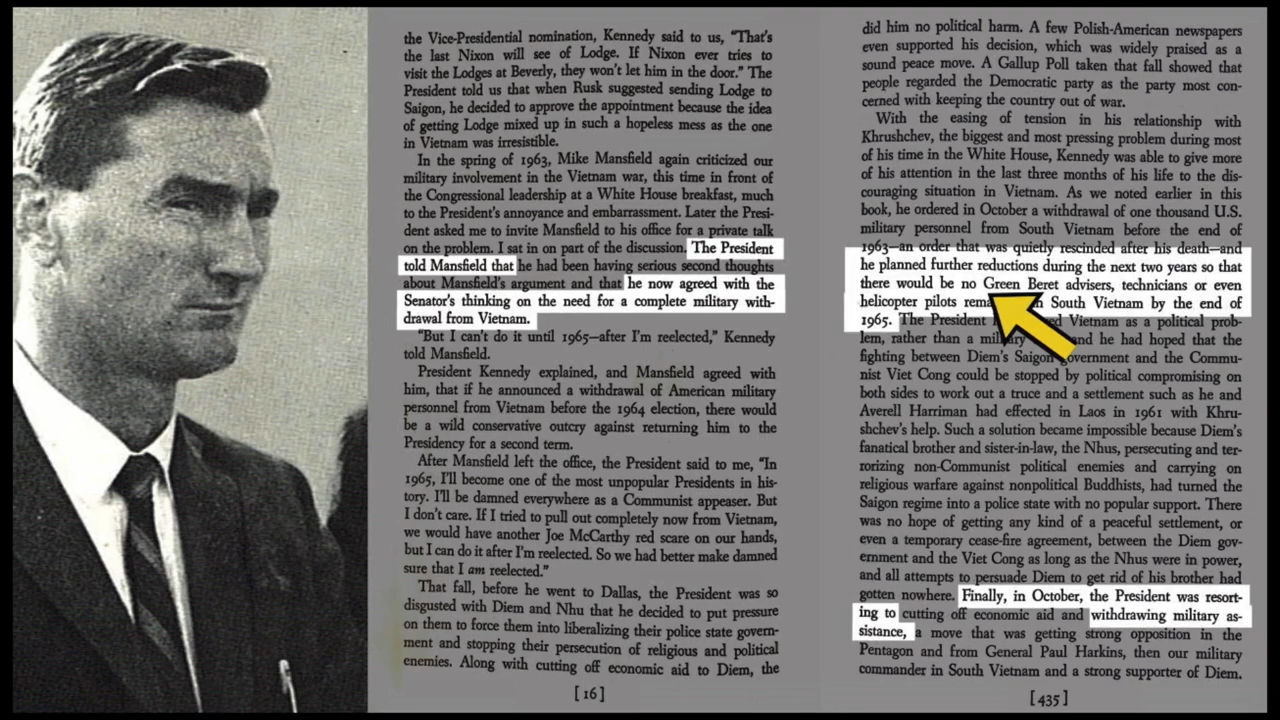 the Vice-Presidential nomination, Kennedy said to us, “That’s
the last Nixon will see of Lodge. If Nixon ever tries to
visit the Lodges at Beverly, they won’t let him in the door.” The
President told us that when Rusk suggested sending Lodge to
Saigon, he decided to approve the appointment because the idea
of getting Lodge mixed up in such a hopeless mess as the one
in Vietnam was irresistible.
In the spring of 1963, Mike Mansfield again criticized our
military involvement in the Vietnam war, this time in front of
the Congressional leadership at a White House breakfast, much
to the President’s annoyance and embarrassment. Later the Presi-
dent asked me to invite Mansfield to his office for a private talk
on the problem. I sat in on part of the discussion. The President
told Mansfield that he had been having serious second thoughts
about Mansfield’s argument and that he now agreed with the
Senator’s thinking on the need for a complete military with-
drawal from Vietnam.
“But I can’t do it until 1965—after I’m reelected,” Kennedy
told Mansfield.
President Kennedy explained, and Mansfield agreed with
him, that if he announced a withdrawal of American military
personnel from Vietnam before the 1964 election, there would
be a wild conservative outcry against returning him to the
Presidency for a second term.
After Mansfield left the office, the President said to me, “In
1965, I’ll become one of the most unpopular Presidents in his-
tory. I’ll be damned everywhere as a Communist appeaser. But
I don’t care. If I tried to pull out completely now from Vietnam,
we would have another Joe McCarthy red scare on our hands,
but I can do it after I’m reelected. So we had better make damned
sure that I am reelected.”
That fall, before he went to Dallas, the President was so
disgusted with Diem and Nhu that he decided to put pressure
on them to force them into liberalizing their police state govern-
ment and stopping their persecution of religious and political
enemies. Along with cutting off economic aid to Diem, the
[16]
did him no political harm. A few Polish-American newspapers
even supported his decision, which was widely praised as a
sound peace move. A Gallup Poll taken that fall showed that
people regarded the Democratic party as the party most con-
cerned with keeping the country out of war.
With the easing of tension in his relationship with
Khrushchev, the biggest and most pressing problem during most
of his time in the White House, Kennedy was able to give more
of his attention in the last three months of his life to the dis-
couraging situation in Vietnam. As we noted earlier in this
book, he ordered in October a withdrawal of one thousand U.S.
military personnel from South Vietnam before the end of
1963—an order that was quietly rescinded after his death—and
he planned further reductions during the next two years so that
there would be no Green Beret advisers, technicians or even
helicopter pilots South Vietnam by the end of
1965. The President Vietnam as a political prob-
lem, rather than a and he had hoped that the
fighting between Diem’s Saigon government and the Commu-
nist Viet Cong could be stopped by political compromising on
both sides to work out a truce and a settlement such as he and
Averell Harriman had effected in Laos in 1961 with Khru-
shchev’s help. Such a solution became impossible because Diem’s
fanatical brother and sister-in-law, the Nhus, persecuting and ter-
rorizing non-Communist political enemies and carrying on
religious warfare against nonpolitical Buddhists, had turned the
Saigon regime into a police state with no popular support. There
was no hope of getting any kind of a peaceful settlement, or
even a temporary cease-fire agreement, between the Diem gov-
ernment and the Viet Cong as long as the Nhus were in power,
and all attempts to persuade Diem to get rid of his brother had
gotten nowhere. Finally, in October, the President was resort-
ing to cutting off economic aid and withdrawing military as-
sistance, a move that was getting strong opposition in the
Pentagon and from General Paul Harkins, then our military
commander in South Vietnam and a strong supporter of Diem.
[435]